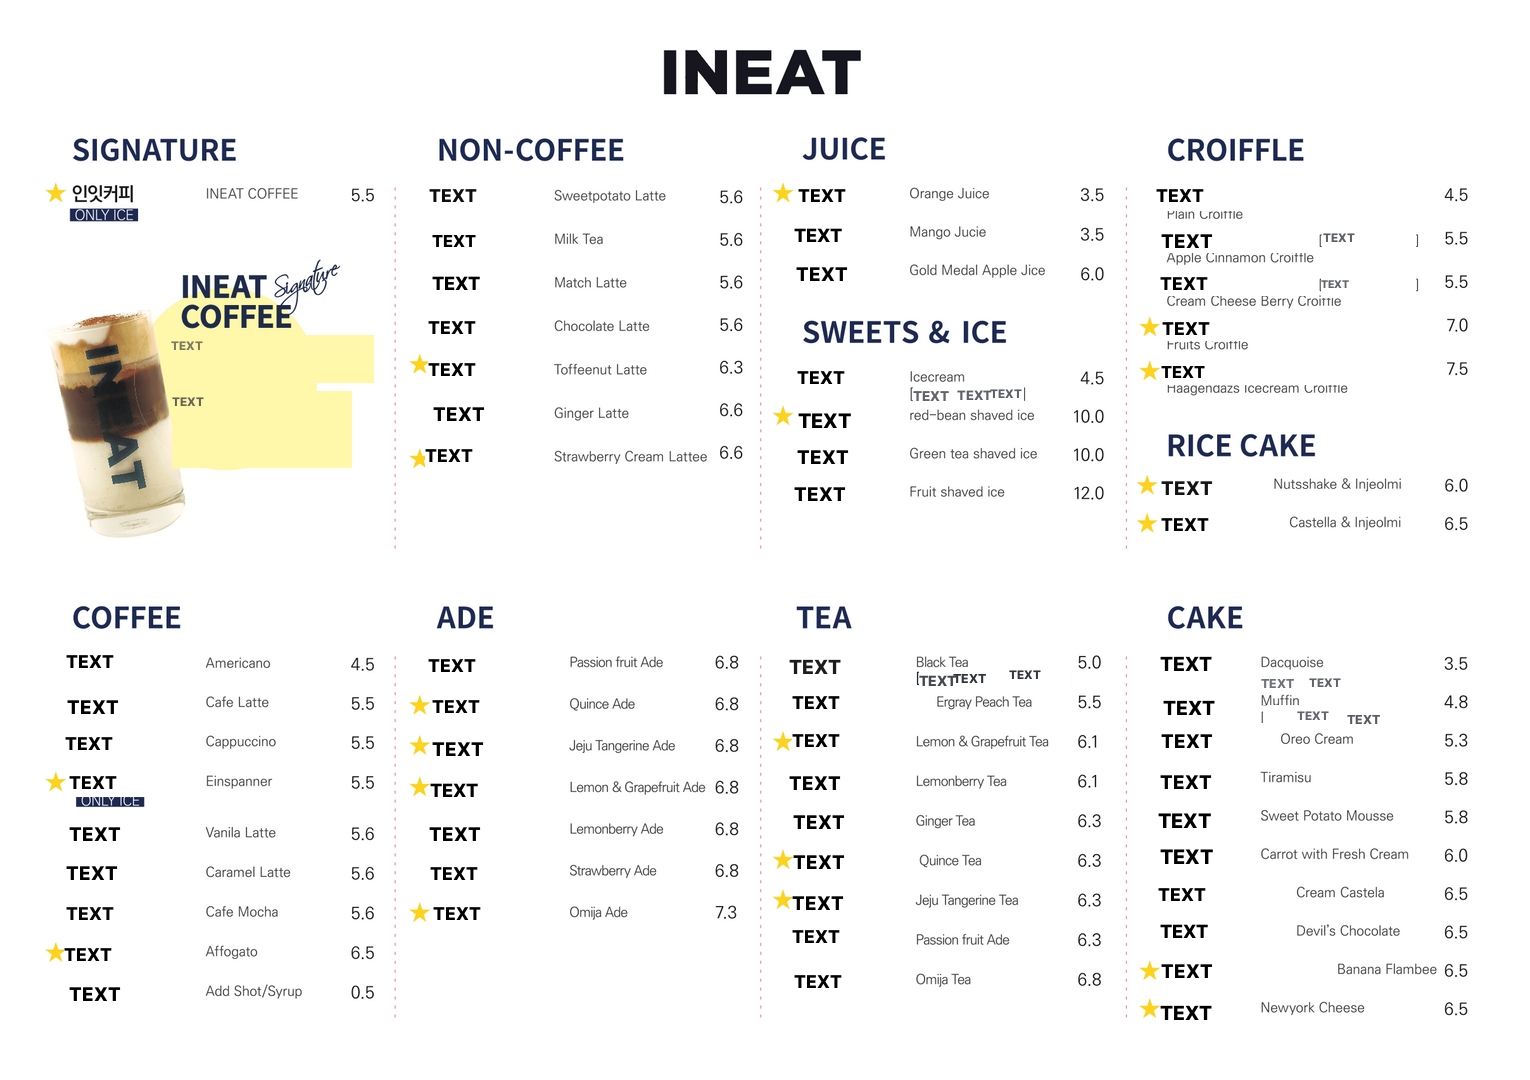 INEAT
SIGNATURE
인잇커피 INEAT COFFEE 5.5
ONLY ICE
INEAT Signature
COFFEE
TEXT
TEXT
INEAT
NON-COFFEE
TEXT Sweetpotato Latte 5.6
TEXT Milk Tea 5.6
TEXT Match Latte 5.6
TEXT Chocolate Latte 5.6
TEXT Toffeenut Latte 6.3
TEXT Ginger Latte 6.6
TEXT Strawberry Cream Lattee 6.6
JUICE
TEXT Orange Juice 3.5
TEXT Mango Jucie 3.5
TEXT Gold Medal Apple Jice 6.0
SWEETS & ICE
TEXT Icecream 4.5
[TEXT TEXTTEXT|
TEXT red-bean shaved ice 10.0
TEXT Green tea shaved ice 10.0
TEXT Fruit shaved ice 12.0
CROIFFLE
TEXT 4.5
Plain Croiffle
TEXT [TEXT ] 5.5
Apple Cinnamon Croiffle
TEXT [TEXT ] 5.5
Cream Cheese Berry Croiffle
TEXT 7.0
Fruits Croiffle
TEXT 7.5
Haagendazs Icecream Croiffle
RICE CAKE
TEXT Nutsshake & Injeolmi 6.0
TEXT Castella & Injeolmi 6.5
COFFEE
TEXT Americano 4.5
TEXT Cafe Latte 5.5
TEXT Cappuccino 5.5
TEXT Einspanner 5.5
ONLY ICE
TEXT Vanila Latte 5.6
TEXT Caramel Latte 5.6
TEXT Cafe Mocha 5.6
TEXT Affogato 6.5
TEXT Add Shot/Syrup 0.5
ADE
TEXT Passion fruit Ade 6.8
TEXT Quince Ade 6.8
TEXT Jeju Tangerine Ade 6.8
TEXT Lemon & Grapefruit Ade 6.8
TEXT Lemonberry Ade 6.8
TEXT Strawberry Ade 6.8
TEXT Omija Ade 7.3
TEA
TEXT Black Tea 5.0
[TEXTTEXT TEXT
TEXT Ergray Peach Tea 5.5
TEXT Lemon & Grapefruit Tea 6.1
TEXT Lemonberry Tea 6.1
TEXT Ginger Tea 6.3
TEXT Quince Tea 6.3
TEXT Jeju Tangerine Tea 6.3
TEXT Passion fruit Ade 6.3
TEXT Omija Tea 6.8
CAKE
TEXT Dacquoise 3.5
TEXT TEXT
TEXT Muffin 4.8
| TEXT TEXT
TEXT Oreo Cream 5.3
TEXT Tiramisu 5.8
TEXT Sweet Potato Mousse 5.8
TEXT Carrot with Fresh Cream 6.0
TEXT Cream Castela 6.5
TEXT Devil's Chocolate 6.5
TEXT Banana Flambee 6.5
TEXT Newyork Cheese 6.5